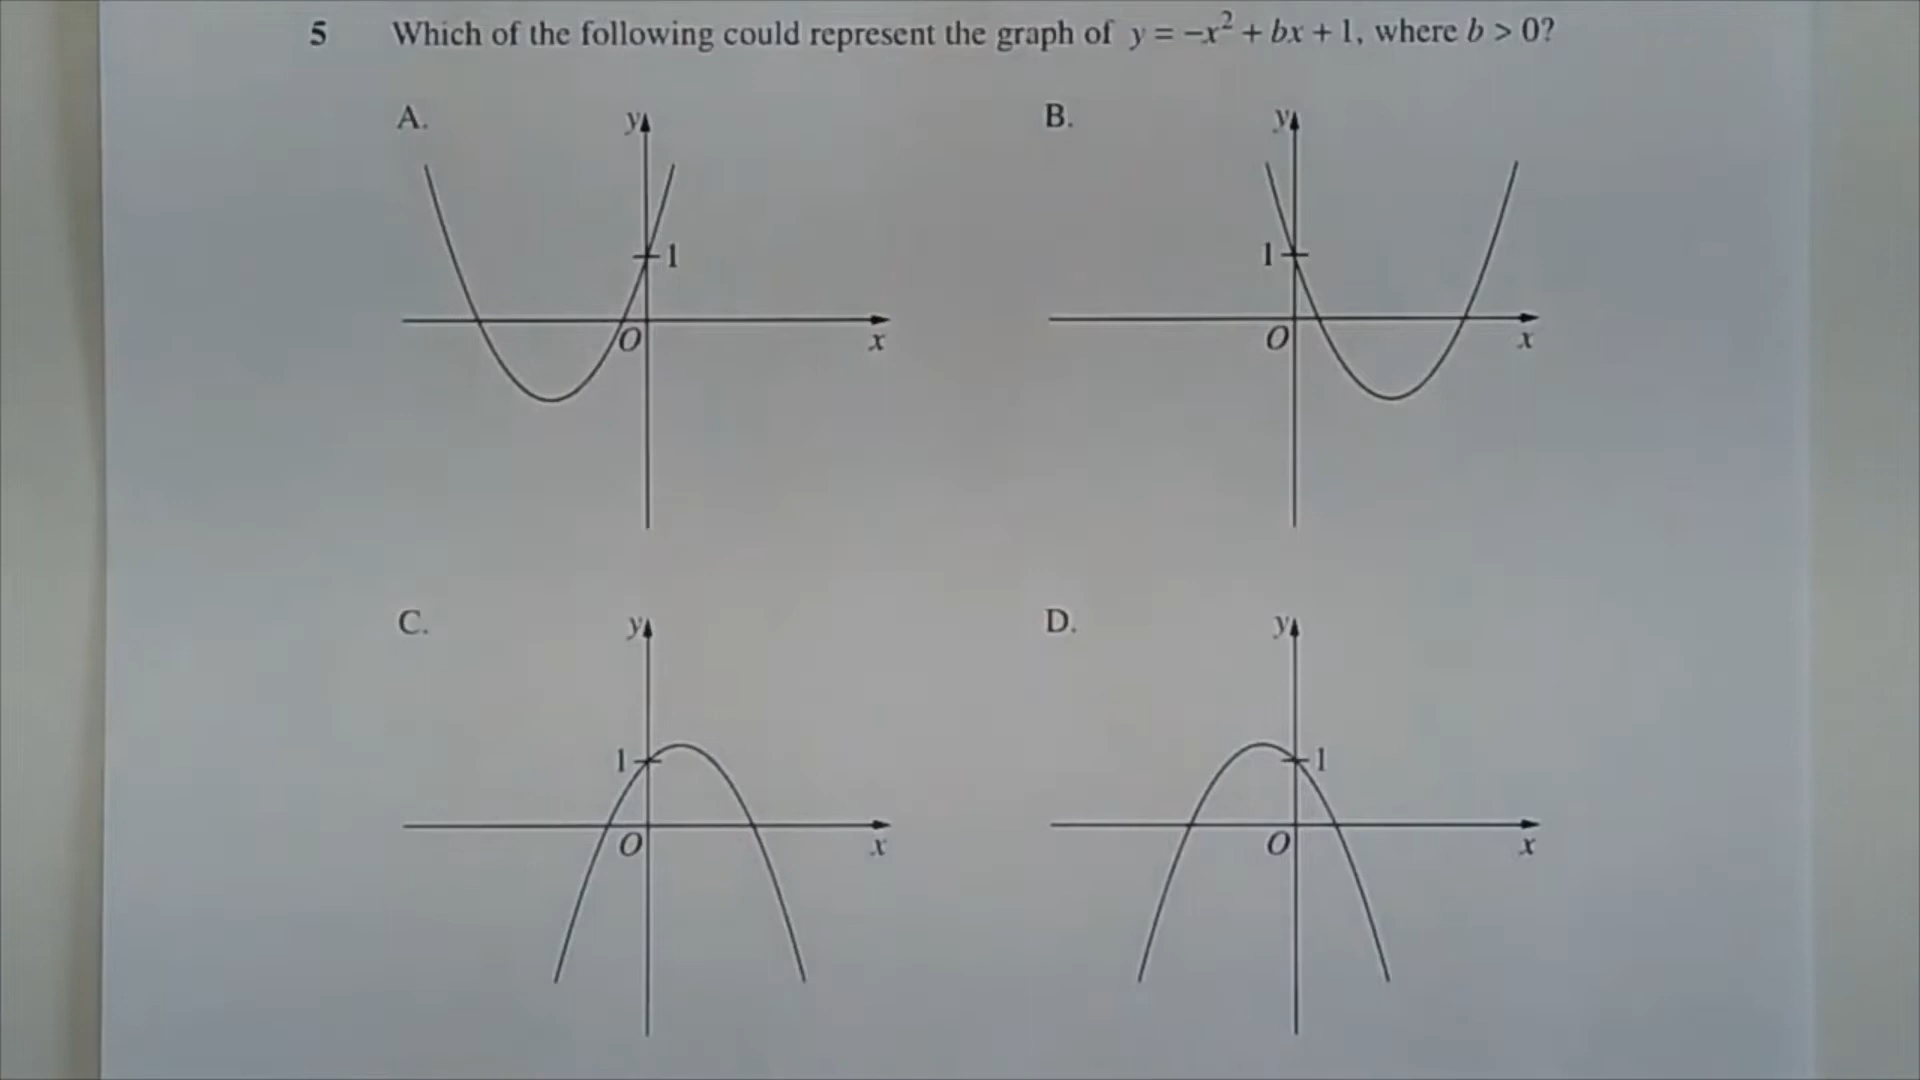 5 Which of the following could represent the graph of y = −x² + bx + 1, where b > 0?
A.
y
1
O
x
B.
y
1
O
x
C.
y
1
O
x
D.
y
1
O
x